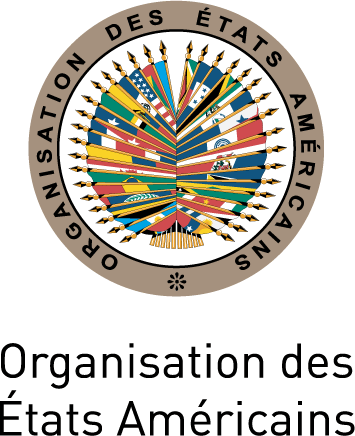 ORGANISATION DES ÉTATS AMÉRICAINS
Organisation des
États Américains